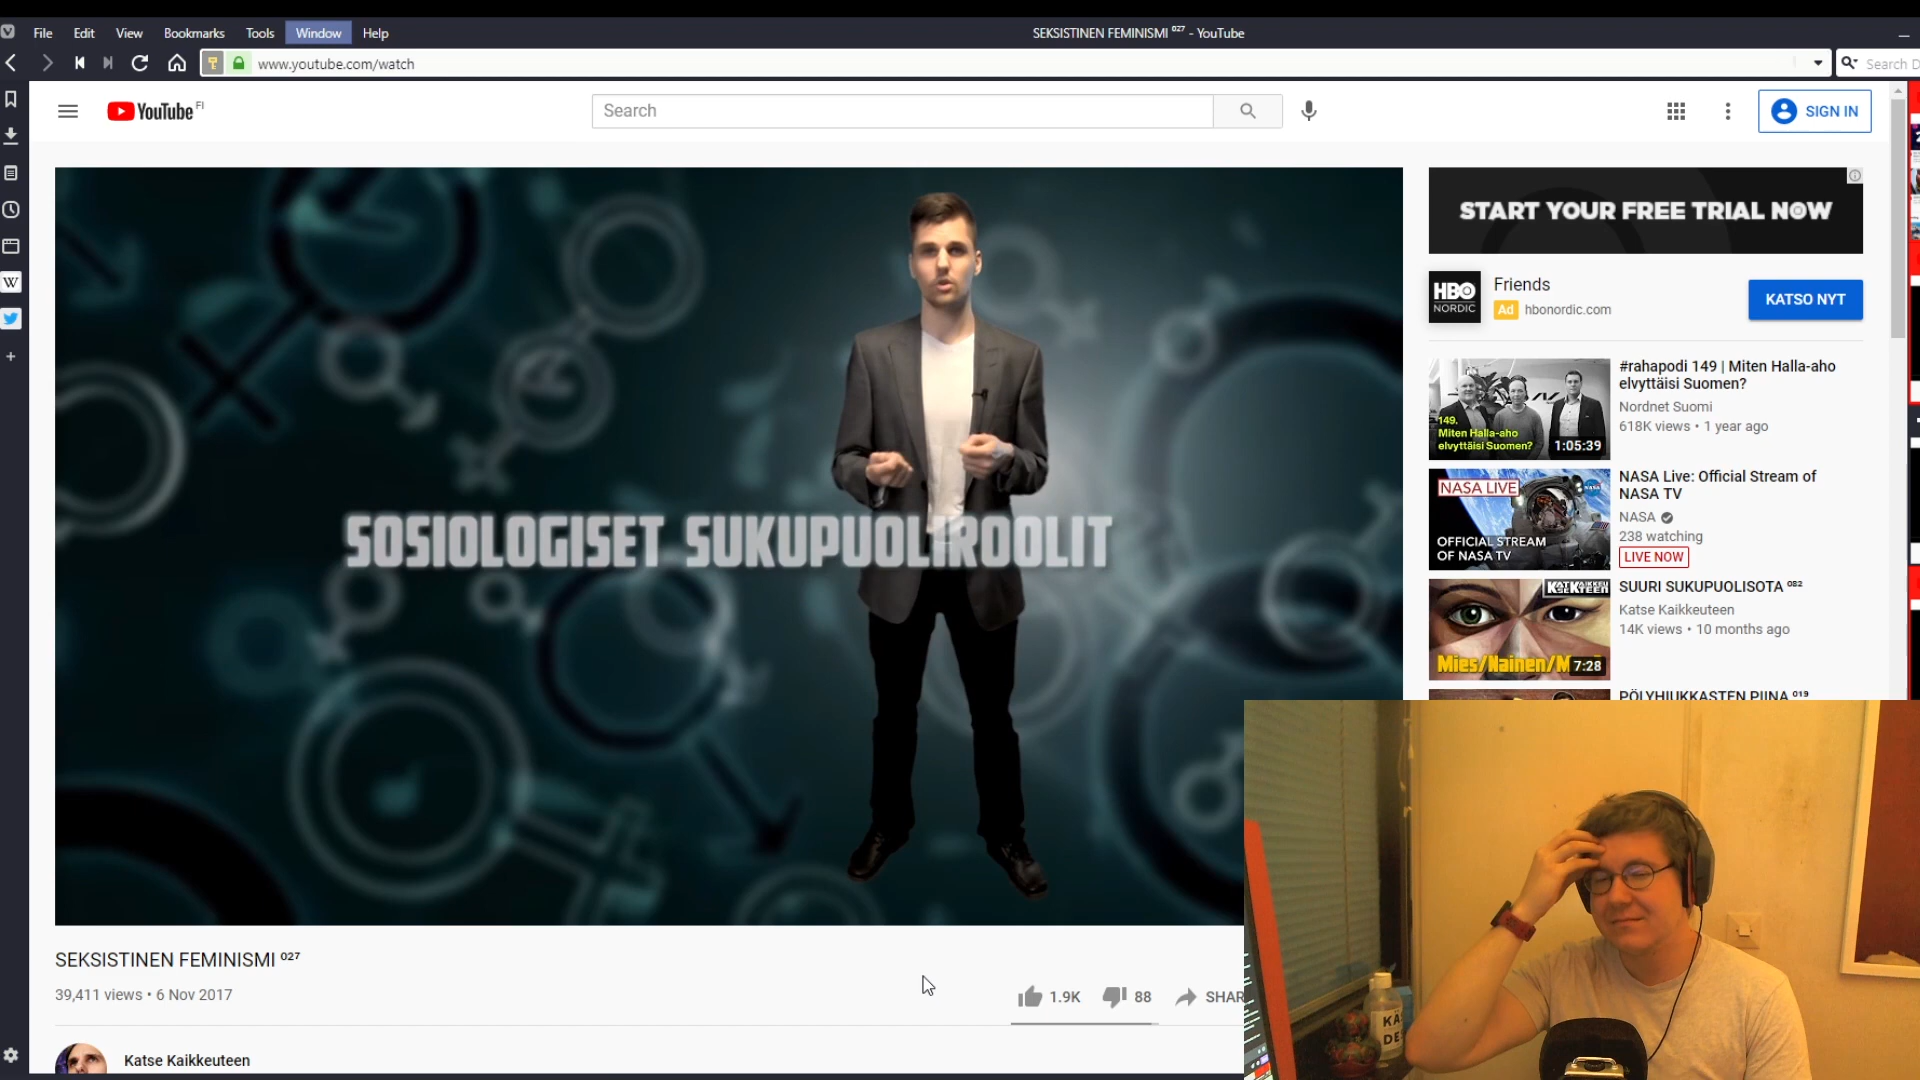 File Edit View Bookmarks Tools Window Help
SEKSISTINEN FEMINISMI ⁰²⁷ - YouTube
www.youtube.com/watch
Search D
YouTube FI
Search
SIGN IN
START YOUR FREE TRIAL NOW
HBO
NORDIC
Friends
Ad hbonordic.com
KATSO NYT
SOSIOLOGISET SUKUPUOLIROOLIT
149.
Miten Halla-aho
elvyttäisi Suomen?
1:05:39
#rahapodi 149 | Miten Halla-aho
elvyttäisi Suomen?
Nordnet Suomi
618K views • 1 year ago
NASA LIVE
OFFICIAL STREAM
OF NASA TV
NASA Live: Official Stream of
NASA TV
NASA
238 watching
LIVE NOW
Mies/Nainen/M
7:28
SUURI SUKUPUOLISOTA ⁰⁸²
Katse Kaikkeuteen
14K views • 10 months ago
PÖLYHIUKKASTEN PIINA ⁰¹⁹
SEKSISTINEN FEMINISMI ⁰²⁷
39,411 views • 6 Nov 2017
1.9K
88
SHAR
Katse Kaikkeuteen
W